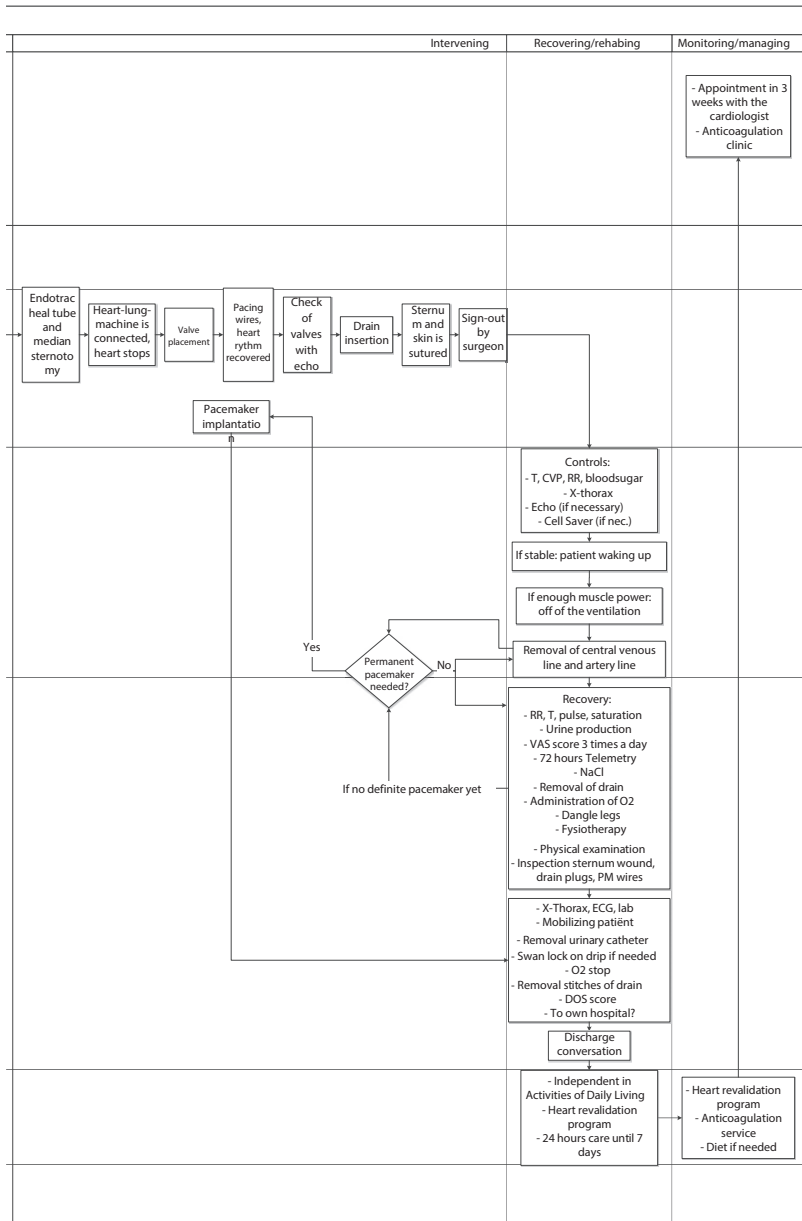 Intervening
Recovering/rehabing
Monitoring/managing
- Appointment in 3
weeks with the
cardiologist
- Anticoagulation
clinic
Endotrac
heal tube
and
median
sternoto
my
Heart-lung-
machine is
connected,
heart stops
Valve
placement
Pacing
wires,
heart
rythm
recovered
Check
of
valves
with
echo
Drain
insertion
Sternu
m and
skin is
sutured
Sign-out
by
surgeon
Pacemaker
implantatio
n
Controls:
- T, CVP, RR, bloodsugar
- X-thorax
- Echo (if necessary)
- Cell Saver (if nec.)
If stable: patient waking up
If enough muscle power:
off of the ventilation
Removal of central venous
line and artery line
Yes
Permanent
pacemaker
needed?
No
Recovery:
- RR, T, pulse, saturation
- Urine production
- VAS score 3 times a day
- 72 hours Telemetry
- NaCl
- Removal of drain
- Administration of O2
- Dangle legs
- Fysiotherapy
- Physical examination
- Inspection sternum wound,
drain plugs, PM wires
If no definite pacemaker yet
- X-Thorax, ECG, lab
- Mobilizing patiënt
- Removal urinary catheter
- Swan lock on drip if needed
- O2 stop
- Removal stitches of drain
- DOS score
- To own hospital?
Discharge
conversation
- Independent in
Activities of Daily Living
- Heart revalidation
program
- 24 hours care until 7
days
- Heart revalidation
program
- Anticoagulation
service
- Diet if needed